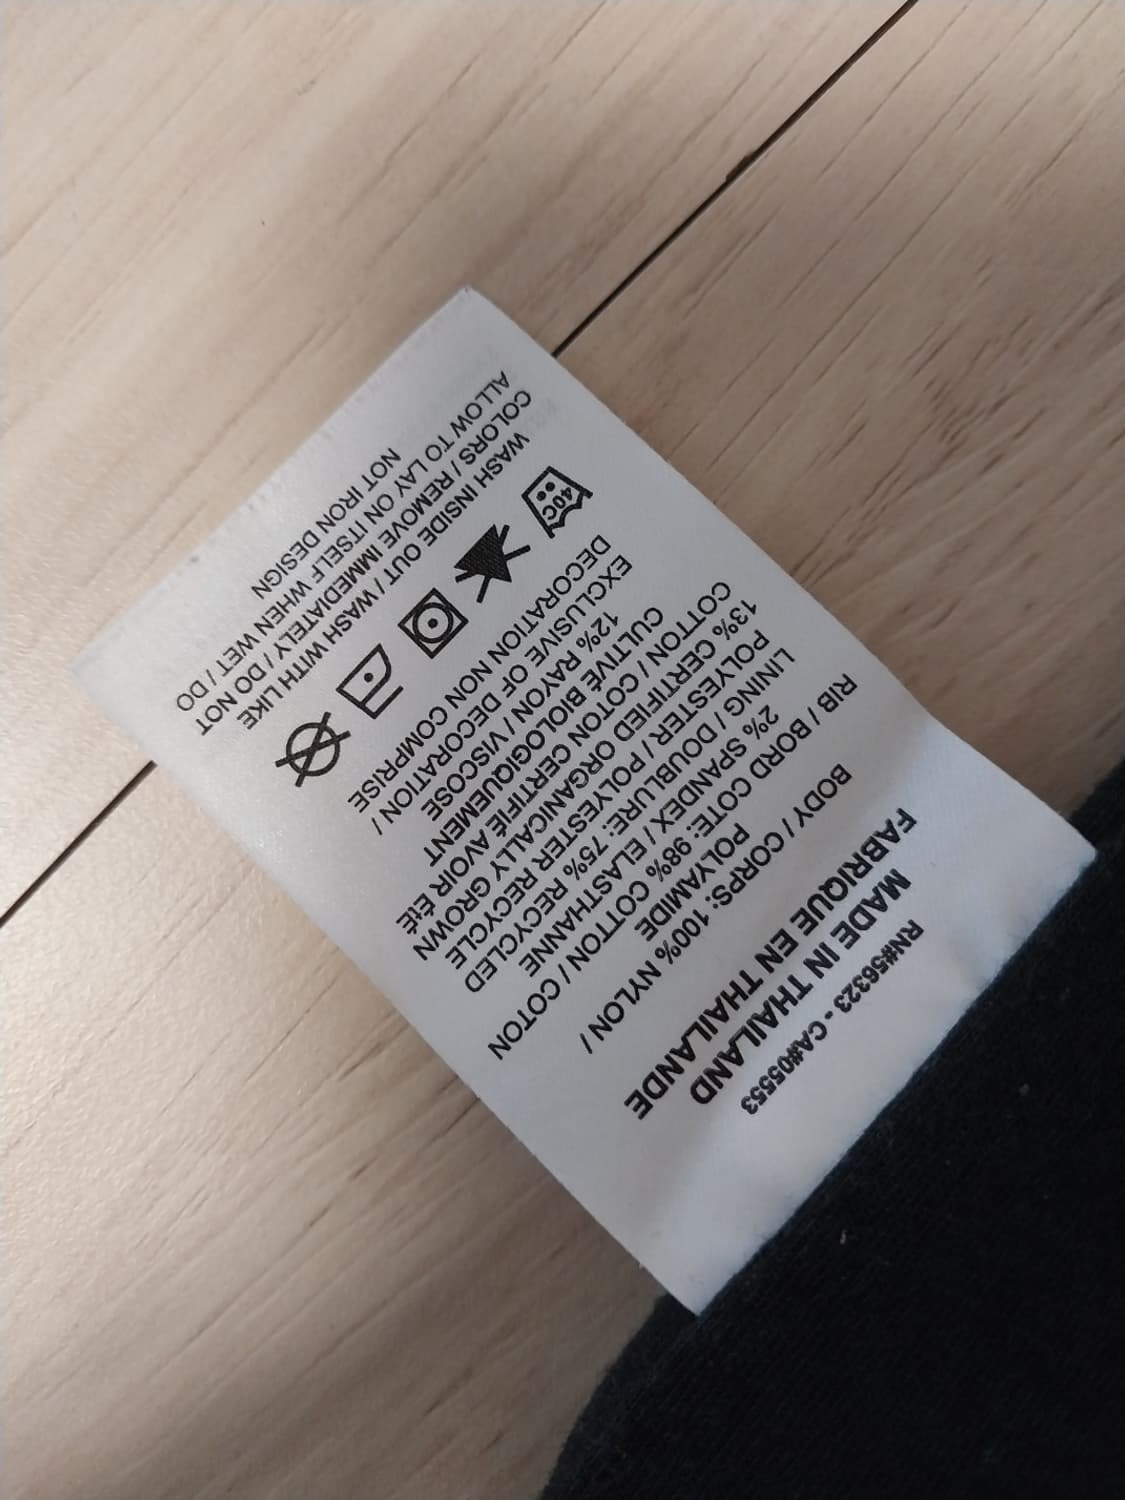 RN#56323 - CA#05553
MADE IN THAILAND
FABRIQUE EN THAILANDE
BODY / CORPS: 100% NYLON /
POLYAMIDE
RIB / BORD COTE: 98% COTTON / COTON
2% SPANDEX / ELASTHANNE
LINING / DOUBLURE: 75% RECYCLED
POLYESTER / POLYESTER RECYCLE
13% CERTIFIED ORGANICALLY GROWN
COTTON / COTON CERTIFIÉ AVOIR ÉTÉ
CULTIVÉ BIOLOGIQUEMENT
12% RAYON / VISCOSE
EXCLUSIVE OF DECORATION /
DECORATION NON COMPRISE
40C
WASH INSIDE OUT / WASH WITH LIKE
COLORS / REMOVE IMMEDIATELY / DO NOT
ALLOW TO LAY ON ITSELF WHEN WET / DO
NOT IRON DESIGN